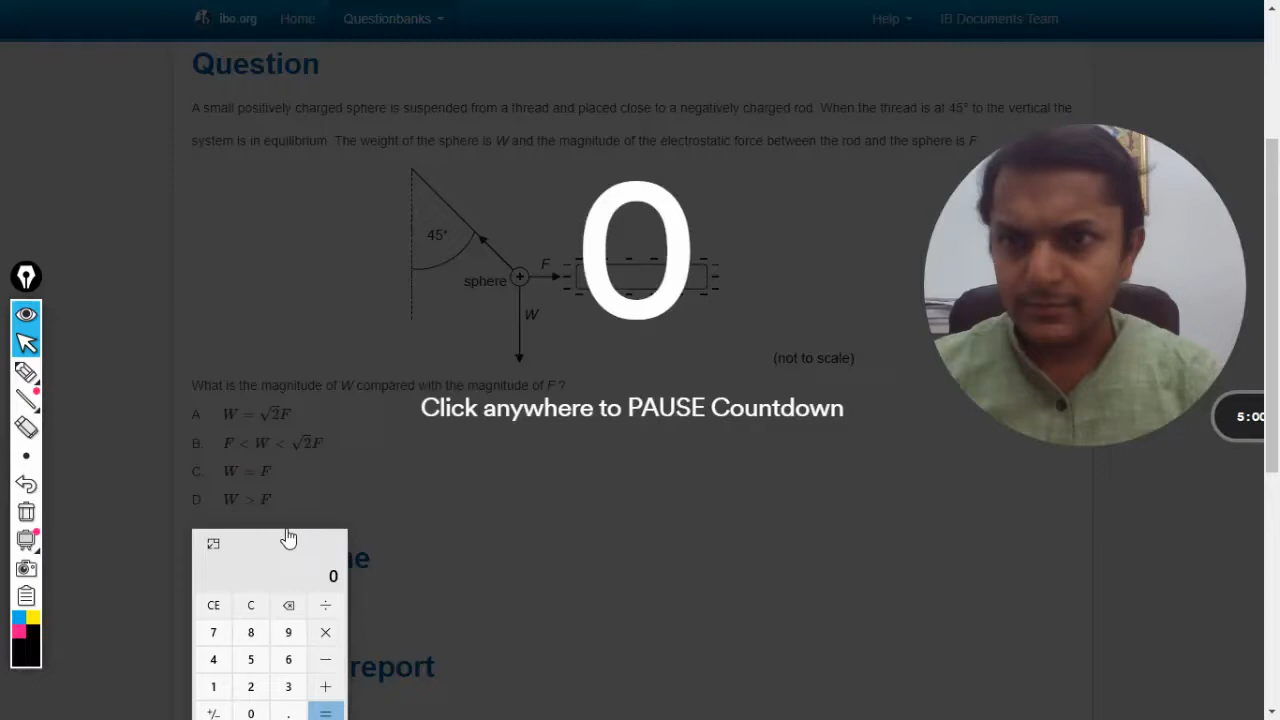 ibo.org Home Questionbanks Help IB Documents Team
Question
A small positively charged sphere is suspended from a thread and placed close to a negatively charged rod. When the thread is at 45° to the vertical the
system is in equilibrium. The weight of the sphere is W and the magnitude of the electrostatic force between the rod and the sphere is F
45°
F
sphere
+
W
0
(not to scale)
What is the magnitude of W compared with the magnitude of F ?
Click anywhere to PAUSE Countdown
5:00
A. W = √2F
B. F < W < √2F
C. W = F
D. W > F
0
CE C ÷
7 8 9 ×
4 5 6 −
1 2 3 +
+/− 0 . =
report